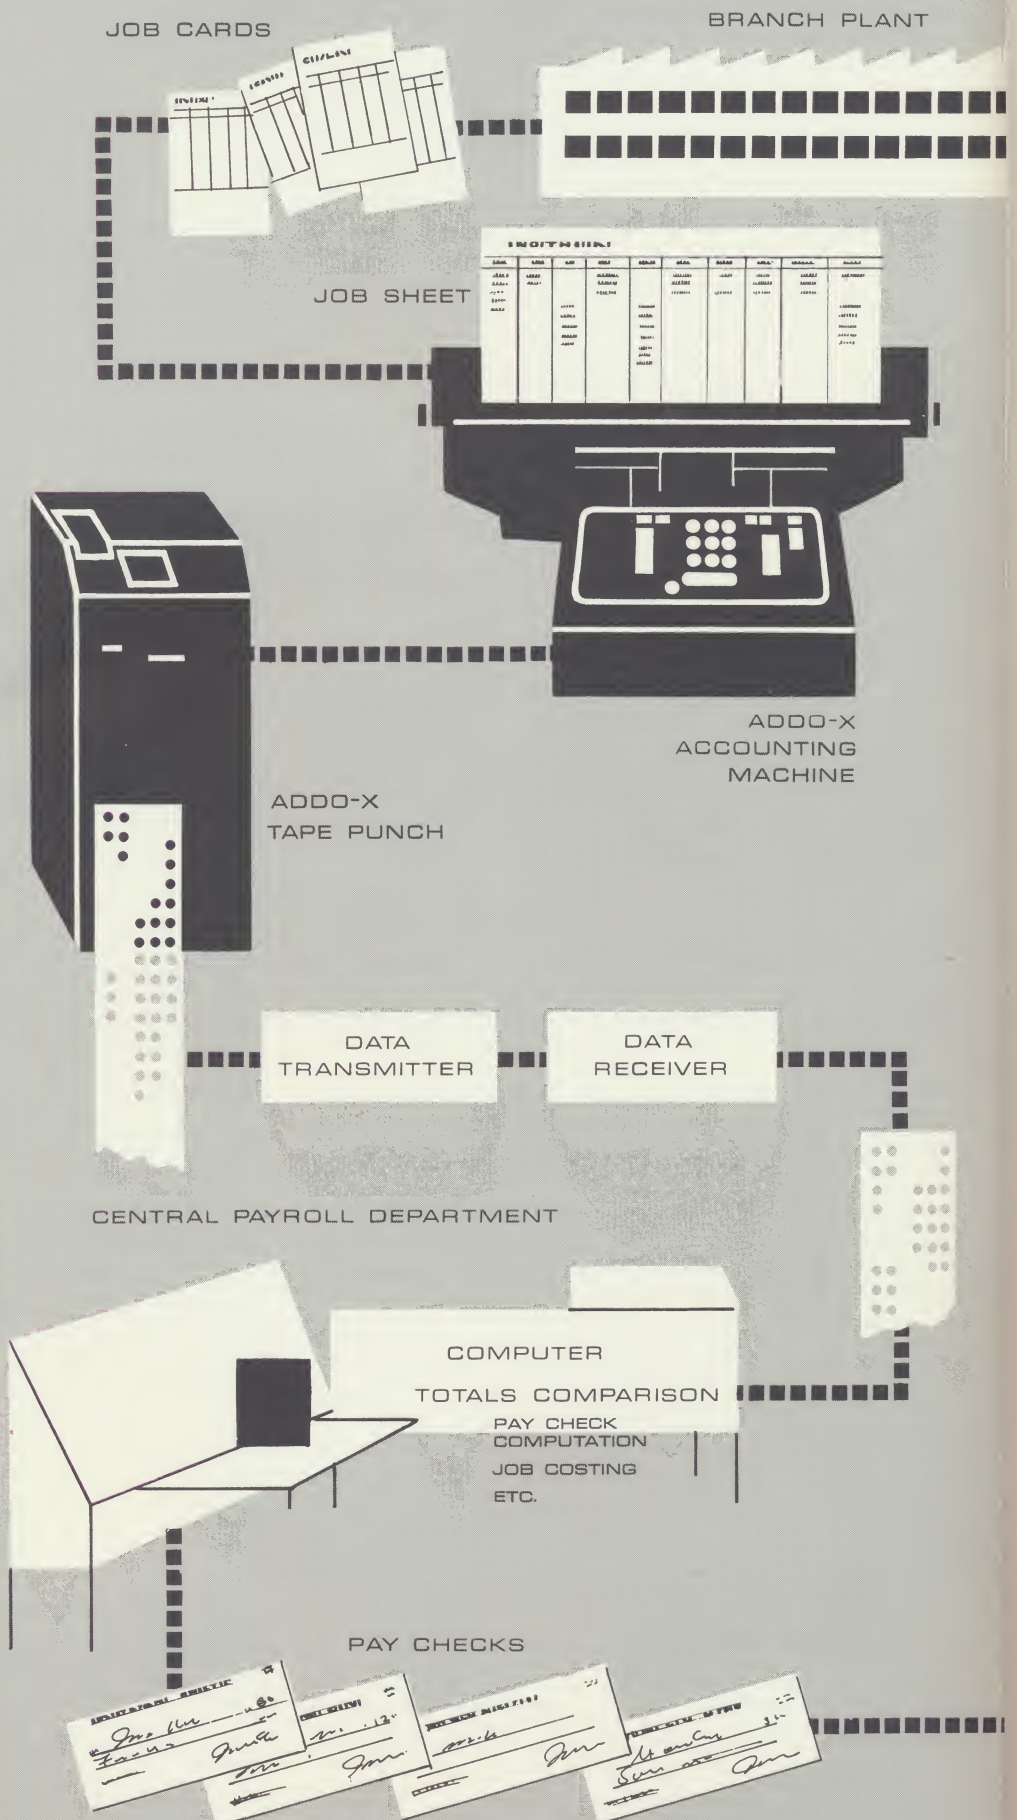 JOB CARDS
BRANCH PLANT
JOB SHEET
ADDO-X
ACCOUNTING
MACHINE
ADDO-X
TAPE PUNCH
DATA
TRANSMITTER
DATA
RECEIVER
CENTRAL PAYROLL DEPARTMENT
COMPUTER
TOTALS COMPARISON
PAY CHECK
COMPUTATION
JOB COSTING
ETC.
PAY CHECKS